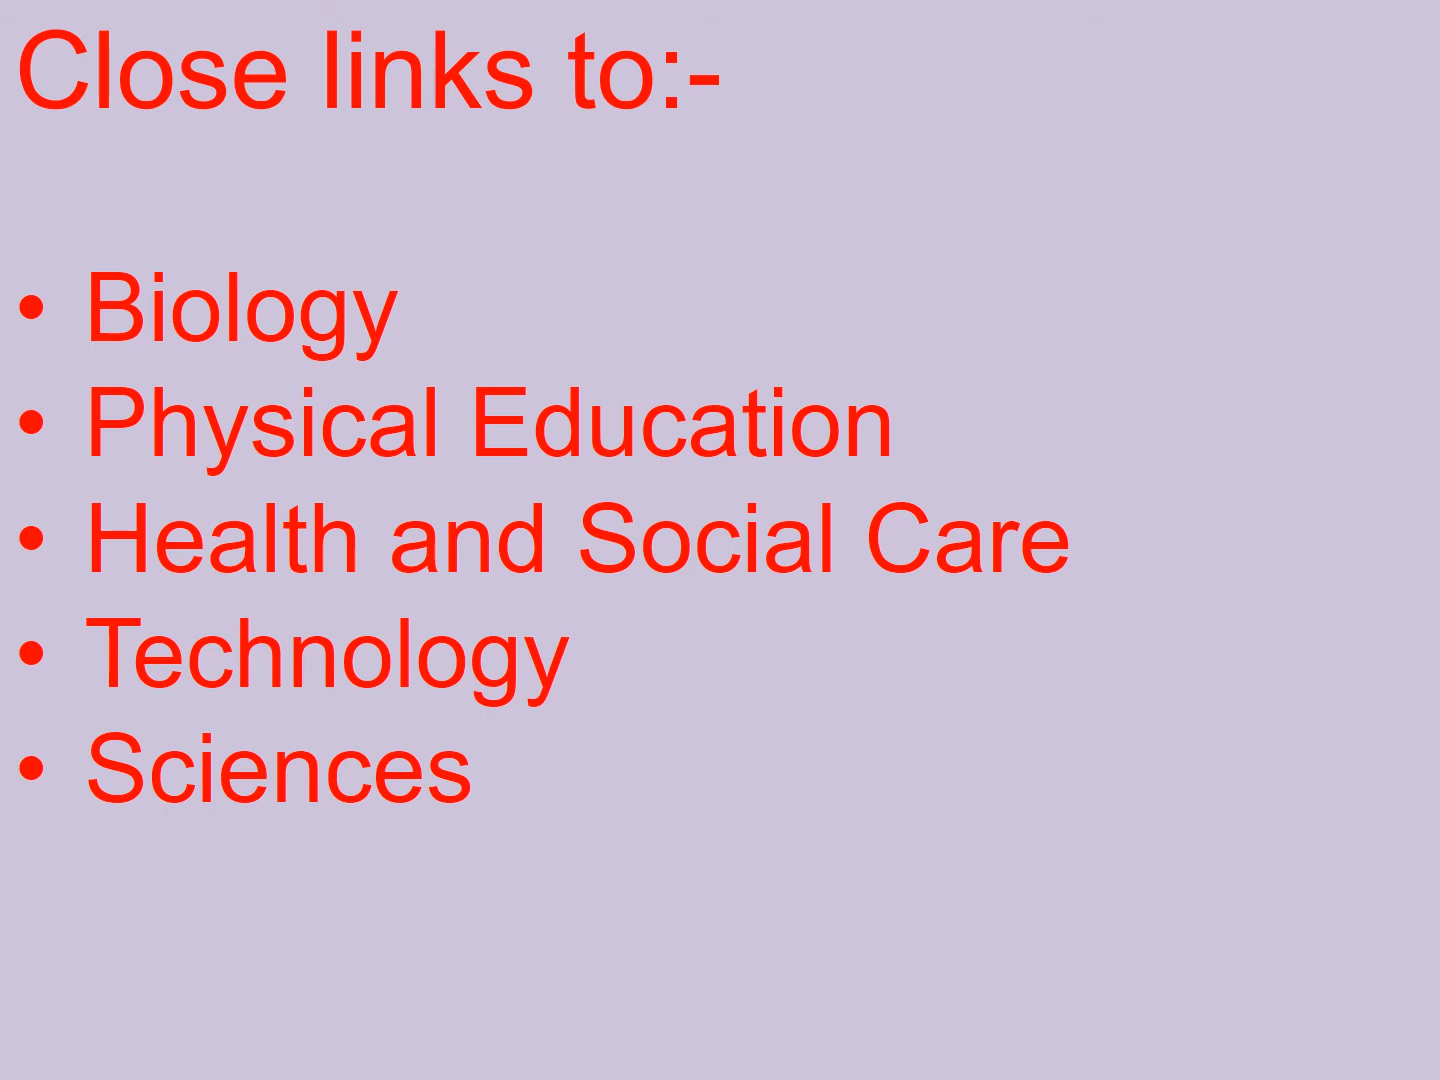 Close links to:-
• Biology
• Physical Education
• Health and Social Care
• Technology
• Sciences